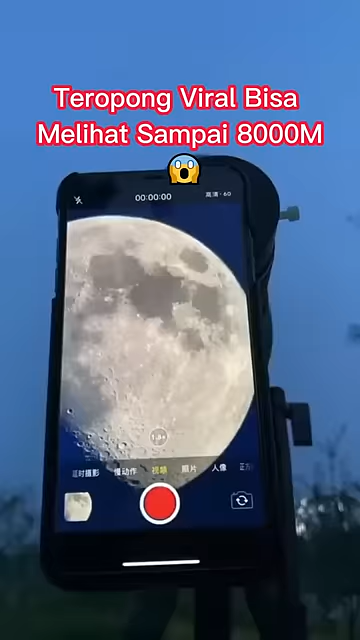 Teropong Viral Bisa
Melihat Sampai 8000M
😱
00:00:00
高清·60
1.8×
延时摄影 慢动作 视频 照片 人像